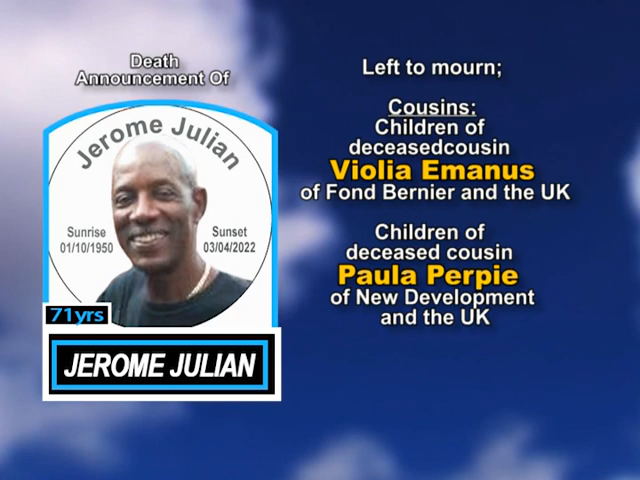 Death
Announcement Of
Jerome Julian
Sunrise
01/10/1950
Sunset
03/04/2022
71yrs
JEROME JULIAN
Left to mourn;
Cousins:
Children of
deceasedcousin
Violia Emanus
of Fond Bernier and the UK
Children of
deceased cousin
Paula Perpie
of New Development
and the UK